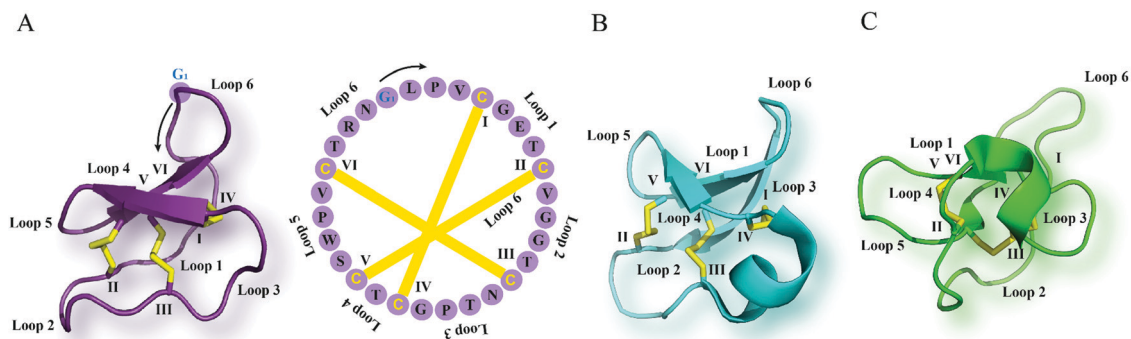 A
G1
Loop 6
Loop 4
VI
V
IV
Loop 5
I
Loop 1
II
III
Loop 3
Loop 2
G1 L P V C G E T C V G G T C N T P G C T C S W P V C T R N
Loop 6
Loop 1
I
II
VI
Loop 6
Loop 2
Loop 5
III
V
IV
Loop 4
Loop 3
B
Loop 6
Loop 5
Loop 1
VI
V
I
Loop 3
Loop 4
II
IV
Loop 2
III
C
Loop 6
Loop 1
V
VI
I
Loop 4
IV
II
Loop 3
Loop 5
III
Loop 2